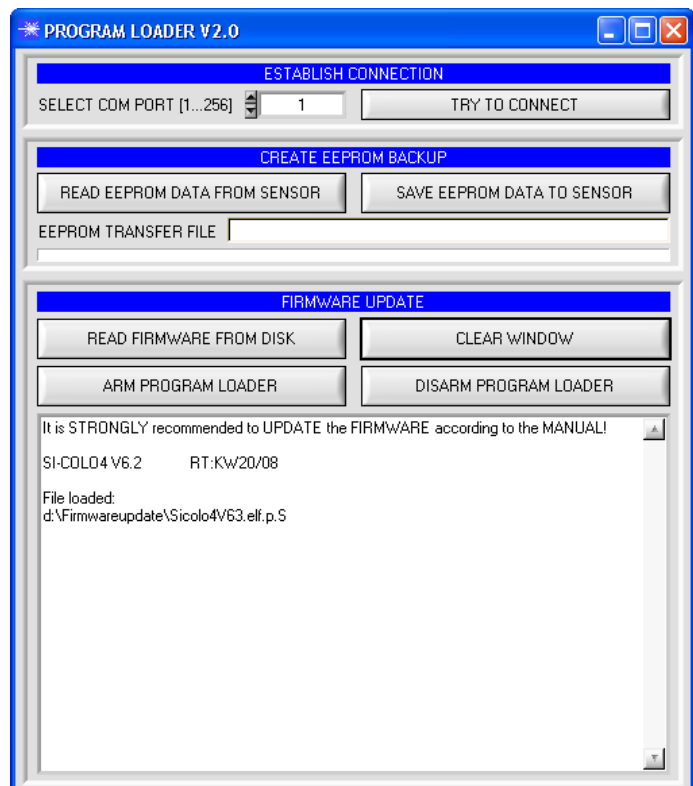 PROGRAM LOADER V2.0
ESTABLISH CONNECTION
SELECT COM PORT [1...256] 1 TRY TO CONNECT
CREATE EEPROM BACKUP
READ EEPROM DATA FROM SENSOR SAVE EEPROM DATA TO SENSOR
EEPROM TRANSFER FILE
FIRMWARE UPDATE
READ FIRMWARE FROM DISK CLEAR WINDOW
ARM PROGRAM LOADER DISARM PROGRAM LOADER
It is STRONGLY recommended to UPDATE the FIRMWARE according to the MANUAL!
SI-COLO4 V6.2 RT:KW20/08
File loaded:
d:\Firmwareupdate\Sicolo4V63.elf.p.S